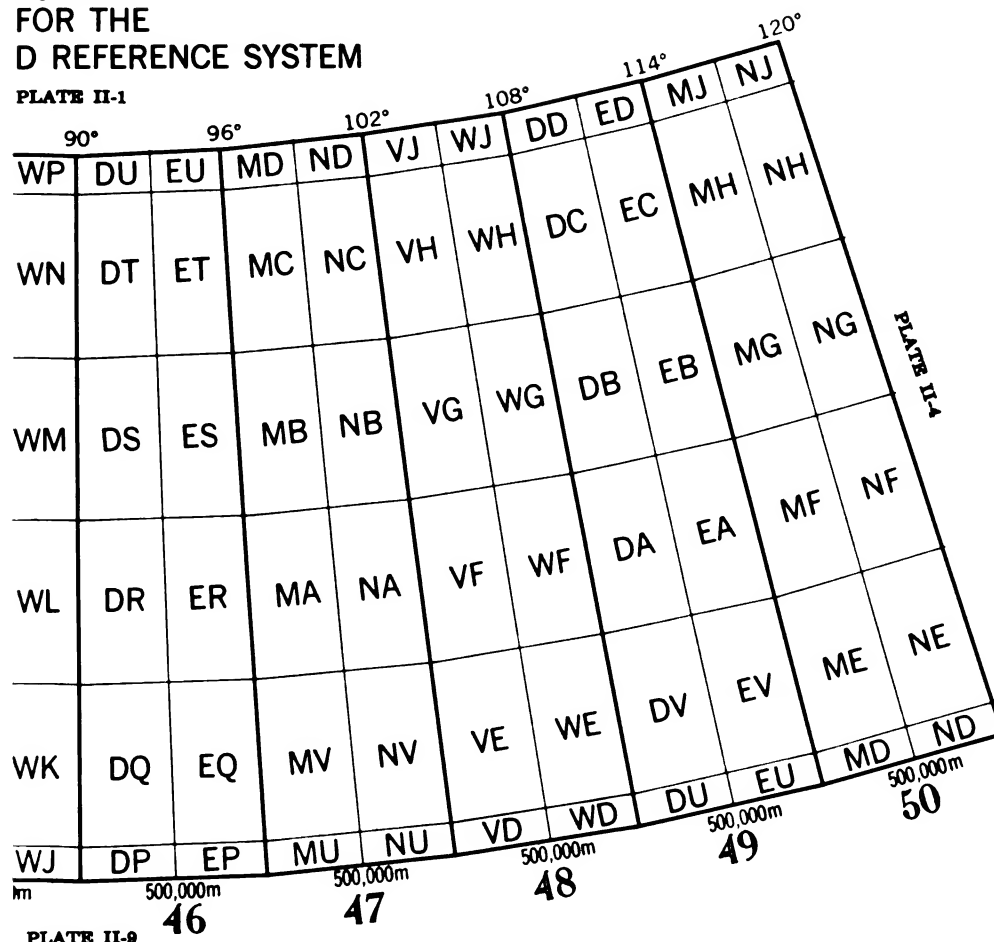 FOR THE
D REFERENCE SYSTEM
PLATE II-1
90° 96° 102° 108° 114° 120°
WP DU EU MD ND VJ WJ DD ED MJ NJ
WN DT ET MC NC VH WH DC EC MH NH
WM DS ES MB NB VG WG DB EB MG NG
PLATE II-4
WL DR ER MA NA VF WF DA EA MF NF
WK DQ EQ MV NV VE WE DV EV ME NE
WJ DP EP MU NU VD WD DU EU MD ND
m 500,000m 500,000m 500,000m 500,000m 500,000m
46 47 48 49 50
PLATE II-9